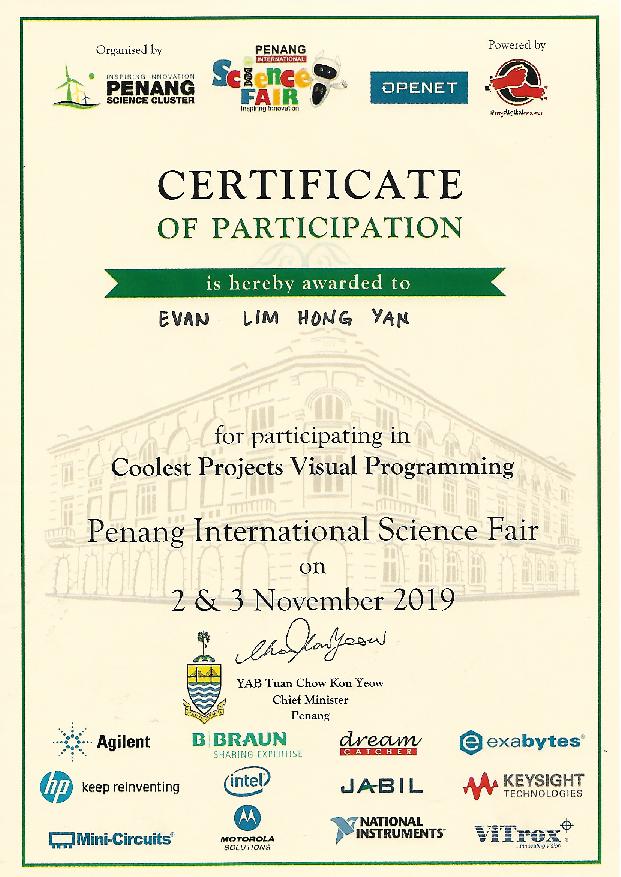 Organised by
Powered by
INSPIRING INNOVATION
PENANG
SCIENCE CLUSTER
PENANG
INTERNATIONAL
Science
FAIR
Inspiring Innovation
OPENET
CERTIFICATE
OF PARTICIPATION
is hereby awarded to
EVAN LIM HONG YAN
for participating in
Coolest Projects Visual Programming
Penang International Science Fair
on
2 & 3 November 2019
YAB Tuan Chow Kon Yeow
Chief Minister
Penang
Agilent
B|BRAUN
SHARING EXPERTISE
dream
CATCHER
exabytes
hp keep reinventing
intel
JABIL
KEYSIGHT
TECHNOLOGIES
Mini-Circuits
MOTOROLA
SOLUTIONS
NATIONAL
INSTRUMENTS
ViTrox